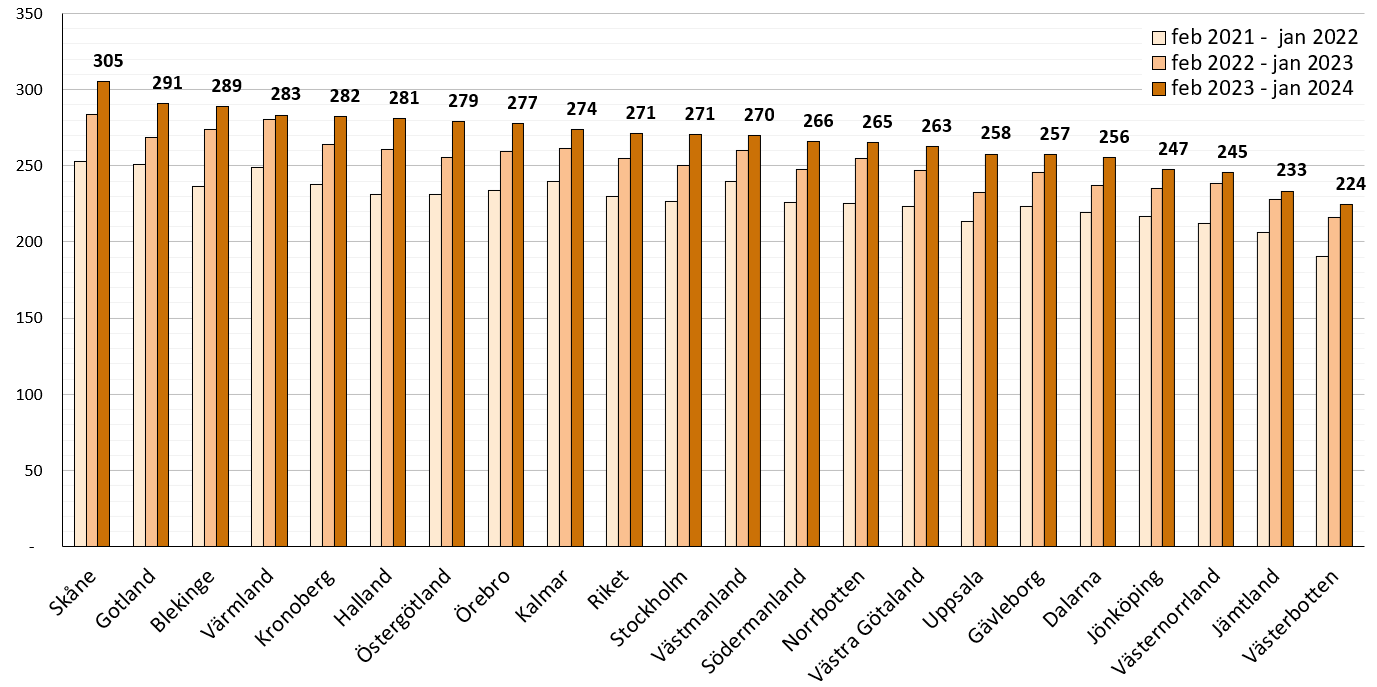 350
300
250
200
150
100
50
-
feb 2021 -  jan 2022
feb 2022 - jan 2023
feb 2023 - jan 2024
305
291
289
283
282
281
279
277
274
271
271
270
266
265
263
258
257
256
247
245
233
224
Skåne
Gotland
Blekinge
Värmland
Kronoberg
Halland
Östergötland
Örebro
Kalmar
Riket
Stockholm
Västmanland
Södermanland
Norrbotten
Västra Götaland
Uppsala
Gävleborg
Dalarna
Jönköping
Västernorrland
Jämtland
Västerbotten